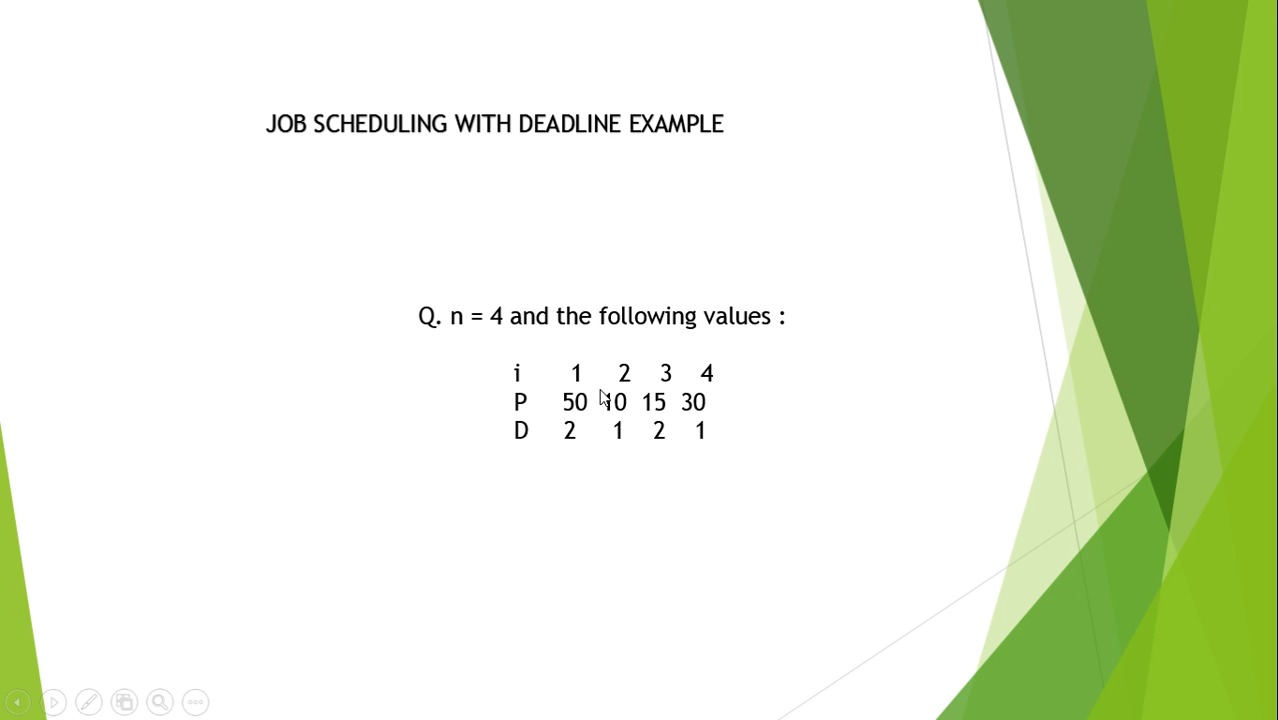 JOB SCHEDULING WITH DEADLINE EXAMPLE
Q. n = 4 and the following values :
i 1 2 3 4
P 50 10 15 30
D 2 1 2 1